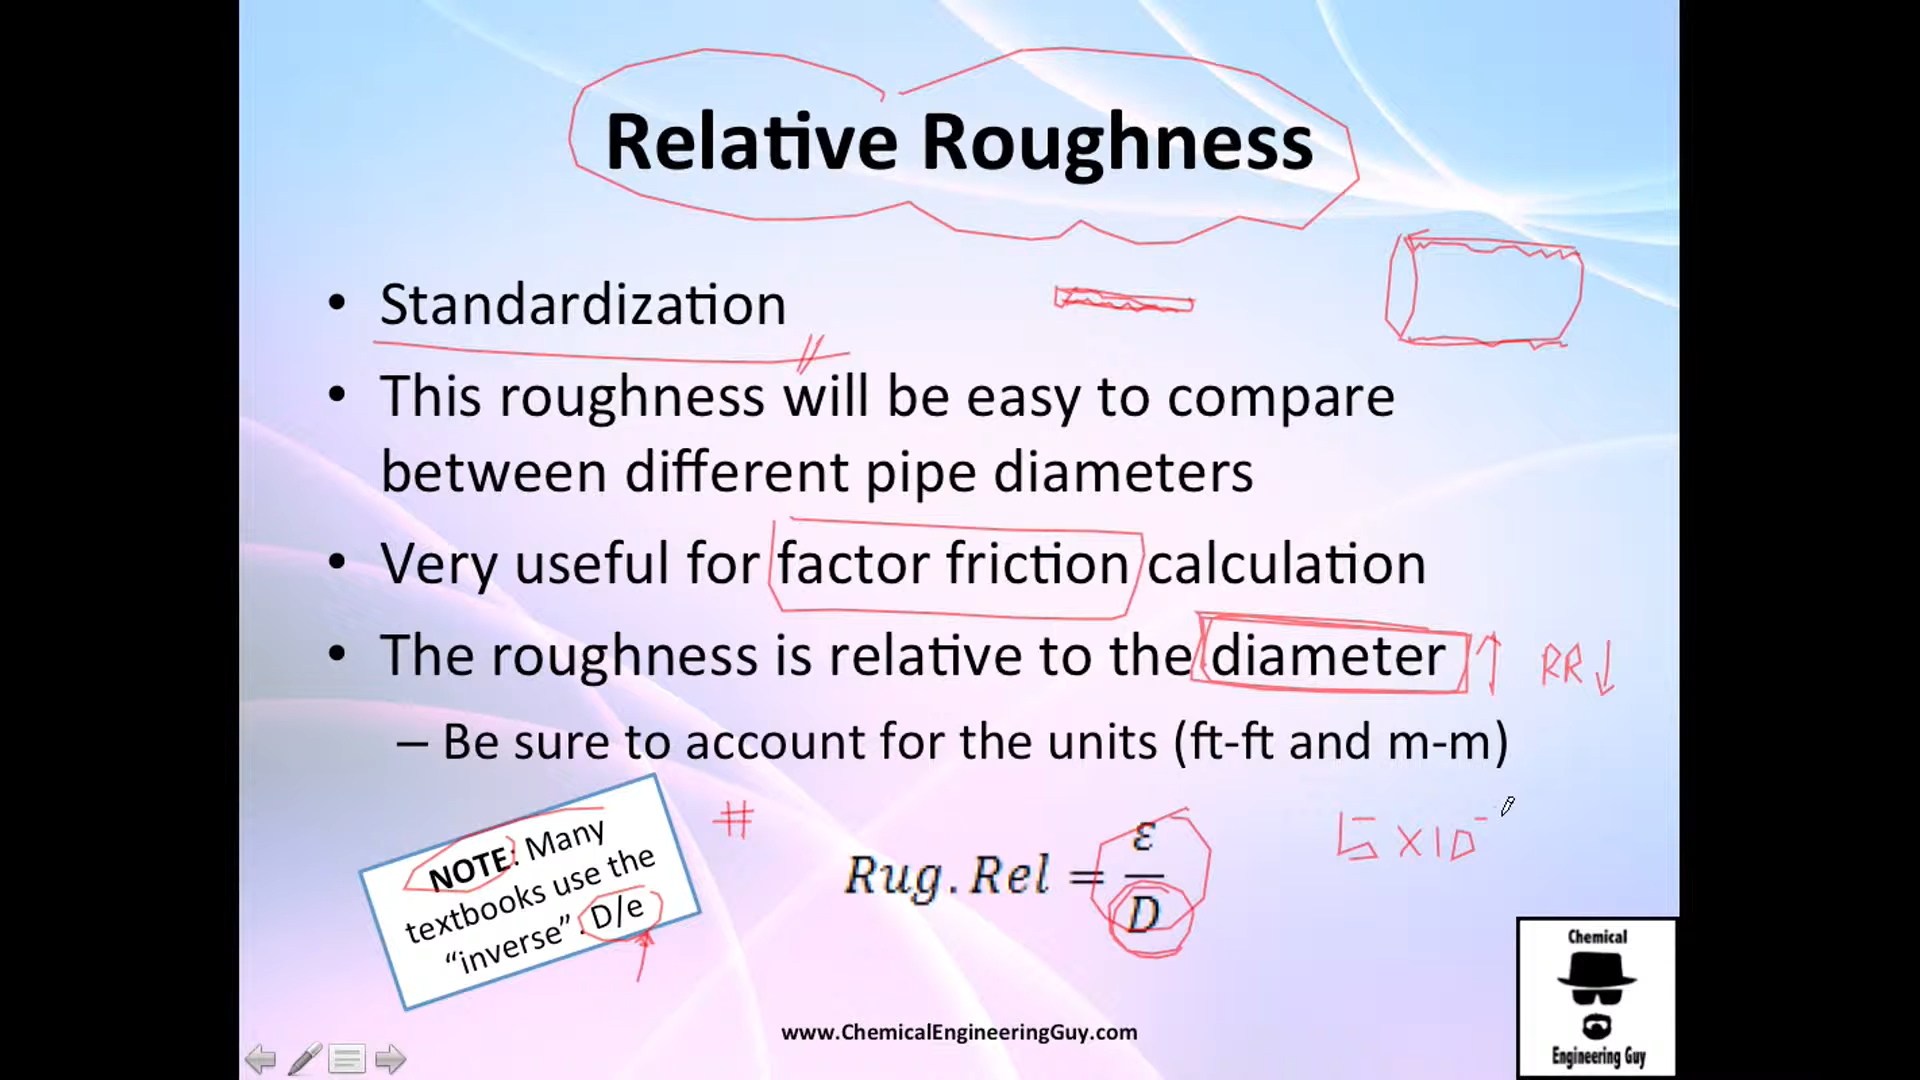 Relative Roughness
• Standardization
• This roughness will be easy to compare
between different pipe diameters
• Very useful for factor friction calculation
• The roughness is relative to the diameter RR
– Be sure to account for the units (ft-ft and m-m)
NOTE: Many
textbooks use the
“inverse”. D/e
#
Rug. Rel = ε/D
5 x 10⁻
Chemical
Engineering Guy
www.ChemicalEngineeringGuy.com